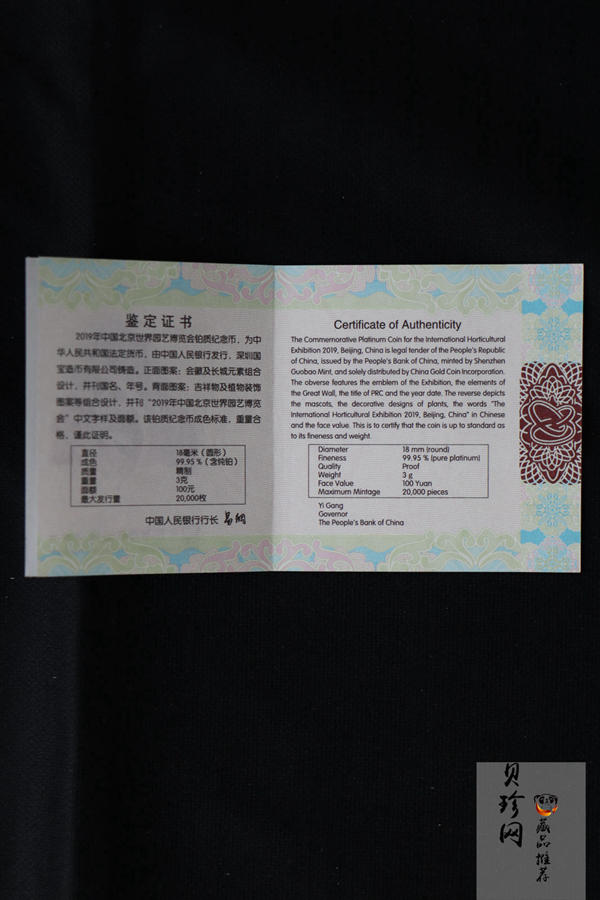 鉴定证书
2019年中国北京世界园艺博览会铂质纪念币，为中
华人民共和国法定货币，由中国人民银行发行，深圳国
宝造币有限公司铸造。正面图案：会徽及长城元素组合
设计，并刊国名、年号。背面图案：吉祥物及植物装饰
图案等组合设计，并刊“2019年中国北京世界园艺博览
会”中文字样及面额。该铂质纪念币成色标准，重量合
格，谨此证明。
直径 18毫米（圆形）
成色 99.95%（含纯铂）
质量 精制
重量 3克
面额 100元
最大发行量 20,000枚
中国人民银行行长 易纲
Certificate of Authenticity
The Commemorative Platinum Coin for the International Horticultural
Exhibition 2019, Beijing, China is legal tender of the People's Republic
of China, issued by the People's Bank of China, minted by Shenzhen
Guobao Mint, and solely distributed by China Gold Coin Incorporation.
The obverse features the emblem of the Exhibition, the elements of
the Great Wall, the title of PRC and the year date. The reverse depicts
the mascots, the decorative designs of plants, the words "The
International Horticultural Exhibition 2019, Beijing, China" in Chinese
and the face value. This is to certify that the coin is up to standard as
to its fineness and weight.
Diameter 18 mm (round)
Fineness 99.95 % (pure platinum)
Quality Proof
Weight 3 g
Face Value 100 Yuan
Maximum Mintage 20,000 pieces
Yi Gang
Governor
The People's Bank of China
贝珍网
藏品推荐